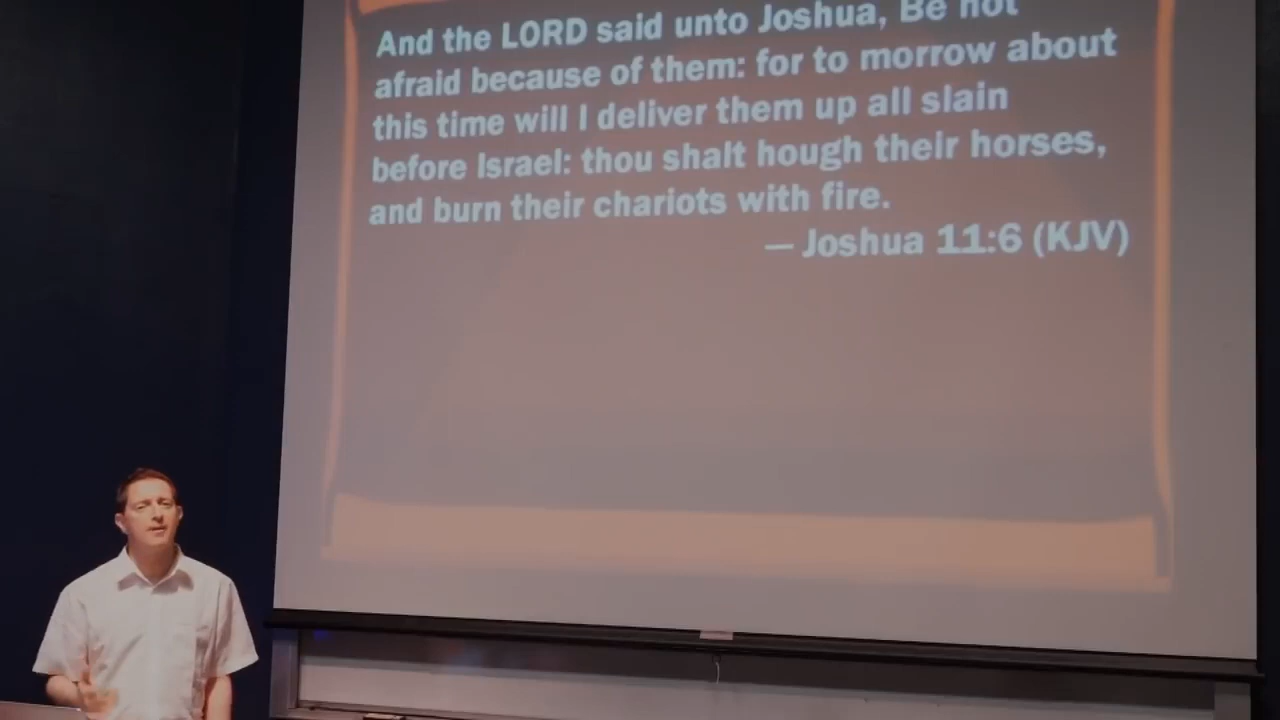 And the LORD said unto Joshua, Be not
afraid because of them: for to morrow about
this time will I deliver them up all slain
before Israel: thou shalt hough their horses,
and burn their chariots with fire.
— Joshua 11:6 (KJV)